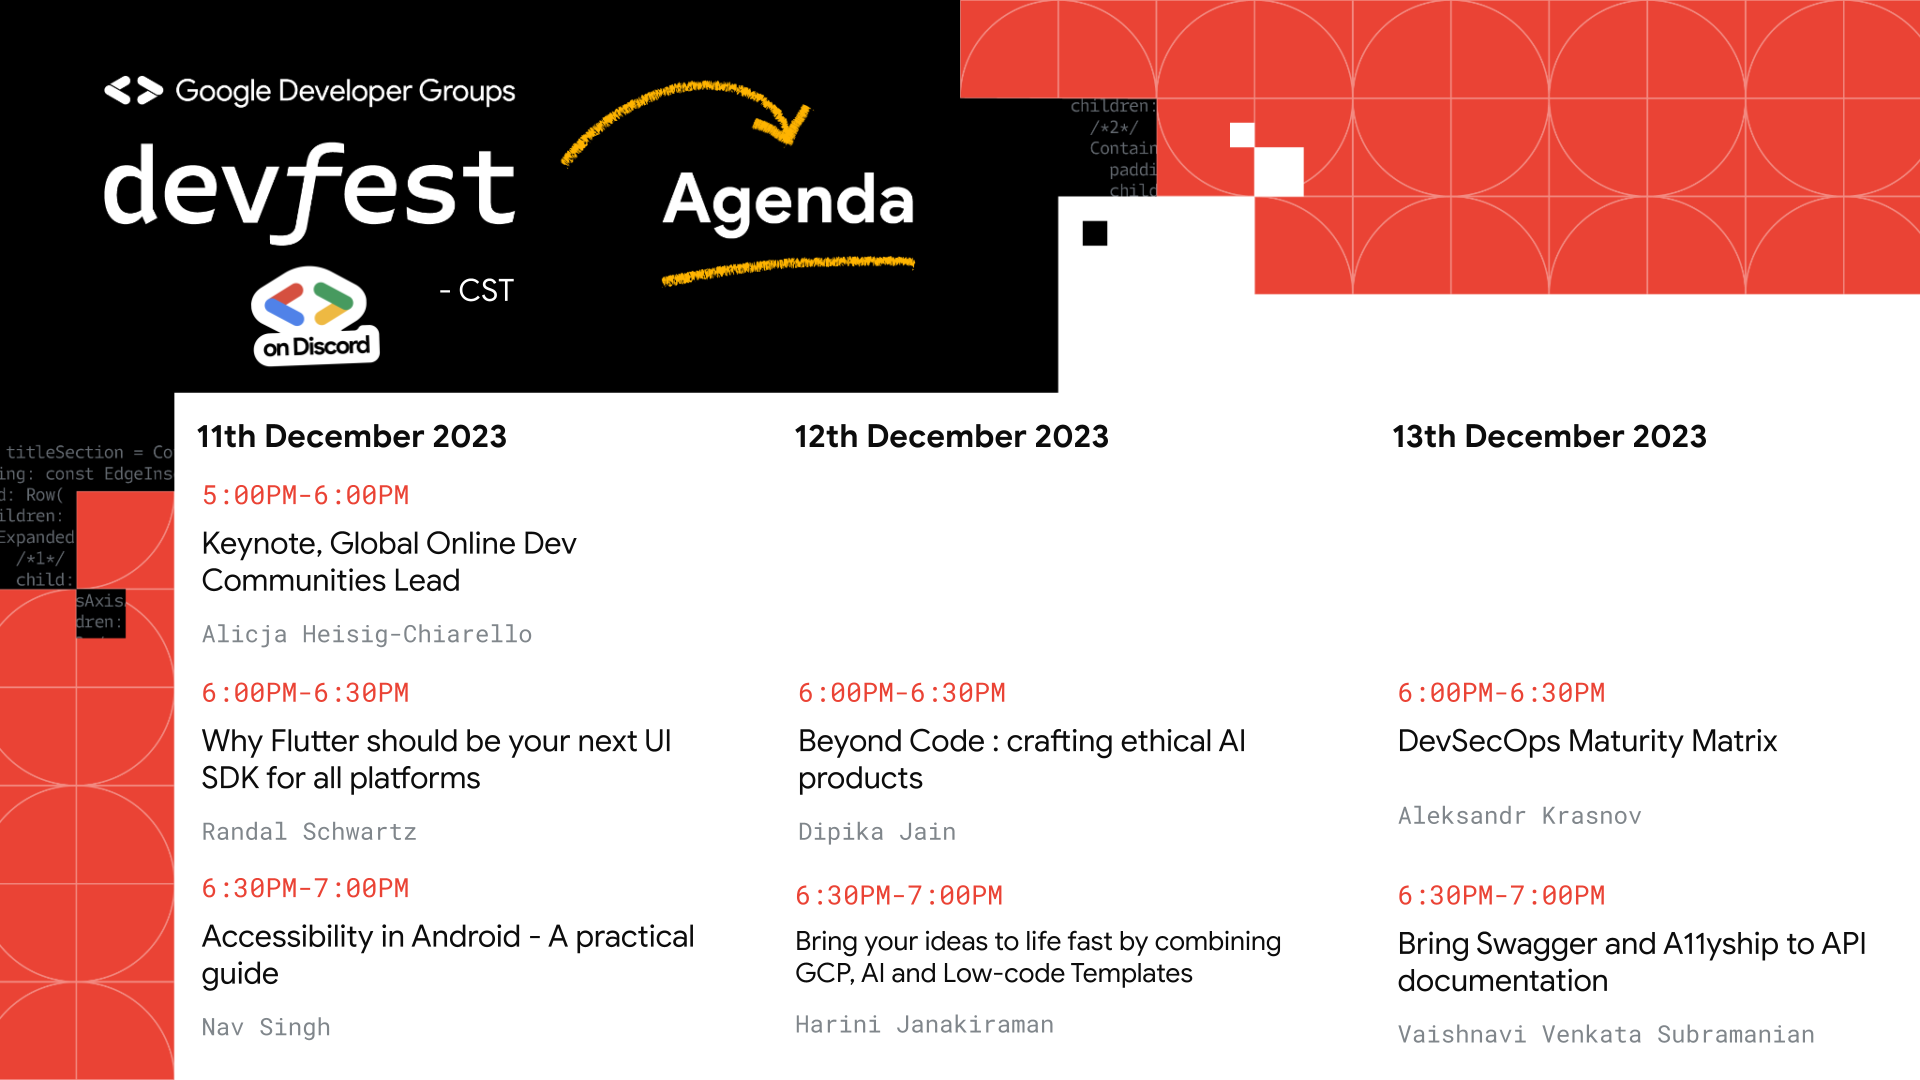 Google Developer Groups
devfest
- CST
on Discord
Agenda
children:
/*2*/
Contain
paddi
child
titleSection = Co
ing: const EdgeIns
d: Row(
ildren:
Expanded
/*1*/
child:
sAxis
dren:
11th December 2023
5:00PM-6:00PM
Keynote, Global Online Dev
Communities Lead
Alicja Heisig-Chiarello
6:00PM-6:30PM
Why Flutter should be your next UI
SDK for all platforms
Randal Schwartz
6:30PM-7:00PM
Accessibility in Android - A practical
guide
Nav Singh
12th December 2023
6:00PM-6:30PM
Beyond Code : crafting ethical AI
products
Dipika Jain
6:30PM-7:00PM
Bring your ideas to life fast by combining
GCP, AI and Low-code Templates
Harini Janakiraman
13th December 2023
6:00PM-6:30PM
DevSecOps Maturity Matrix
Aleksandr Krasnov
6:30PM-7:00PM
Bring Swagger and A11yship to API
documentation
Vaishnavi Venkata Subramanian